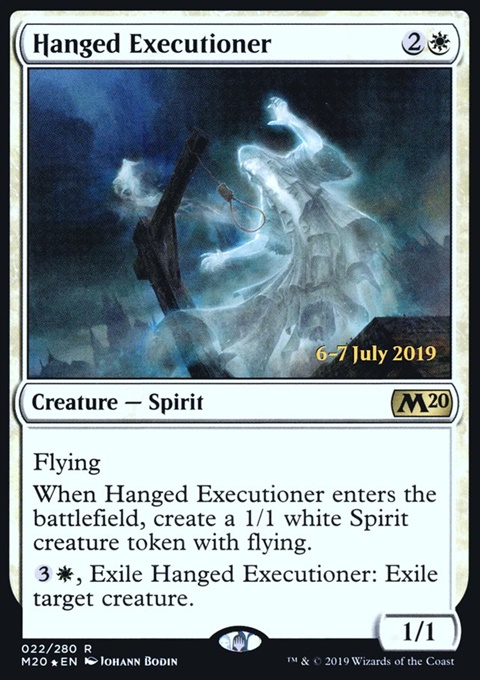 Hanged Executioner 2
6–7 July 2019
Creature — Spirit M20
Flying
When Hanged Executioner enters the
battlefield, create a 1/1 white Spirit
creature token with flying.
3, Exile Hanged Executioner: Exile
target creature.
1/1
022/280 R
M20 ★ EN Johann Bodin ™ & © 2019 Wizards of the Coast